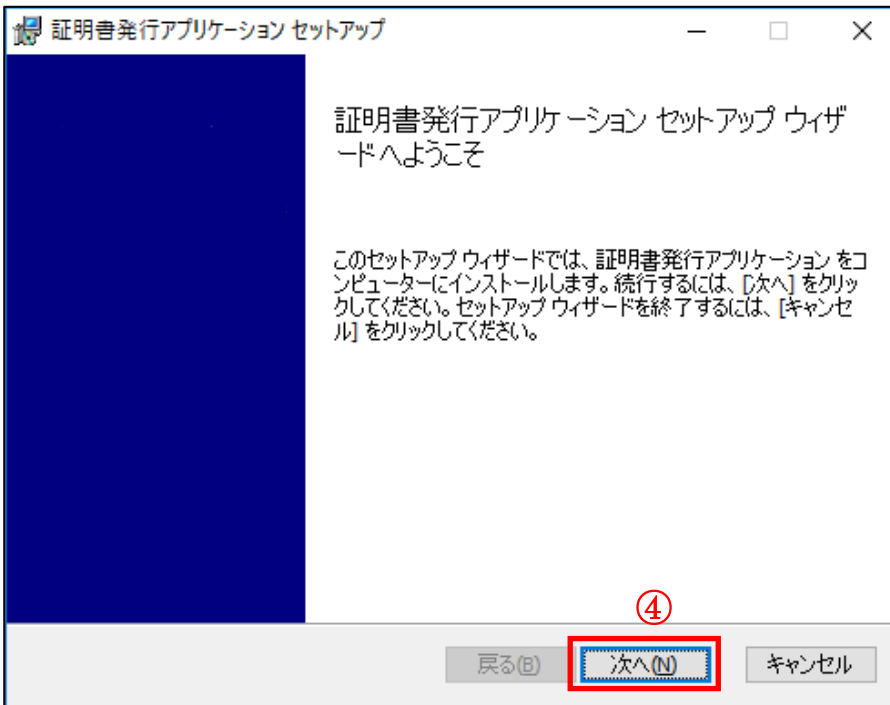 証明書発行アプリケーション セットアップ
証明書発行アプリケーション セットアップ ウィザ
ードへようこそ
このセットアップ ウィザードでは、証明書発行アプリケーション をコ
ンピューターにインストールします。続行するには、[次へ] をクリッ
クしてください。セットアップ ウィザードを終了するには、[キャンセ
ル] をクリックしてください。
④
戻る(B) 次へ(N) キャンセル